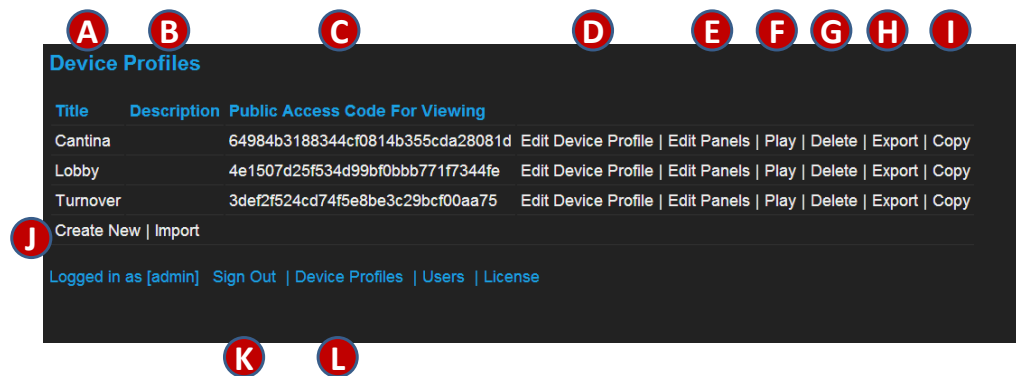 A B C D E F G H I
Device Profiles
Title Description Public Access Code For Viewing
Cantina 64984b3188344cf0814b355cda28081d Edit Device Profile | Edit Panels | Play | Delete | Export | Copy
Lobby 4e1507d25f534d99bf0bbb771f7344fe Edit Device Profile | Edit Panels | Play | Delete | Export | Copy
Turnover 3def2f524cd74f5e8be3c29bcf00aa75 Edit Device Profile | Edit Panels | Play | Delete | Export | Copy
J Create New | Import
Logged in as [admin] Sign Out | Device Profiles | Users | License
K L